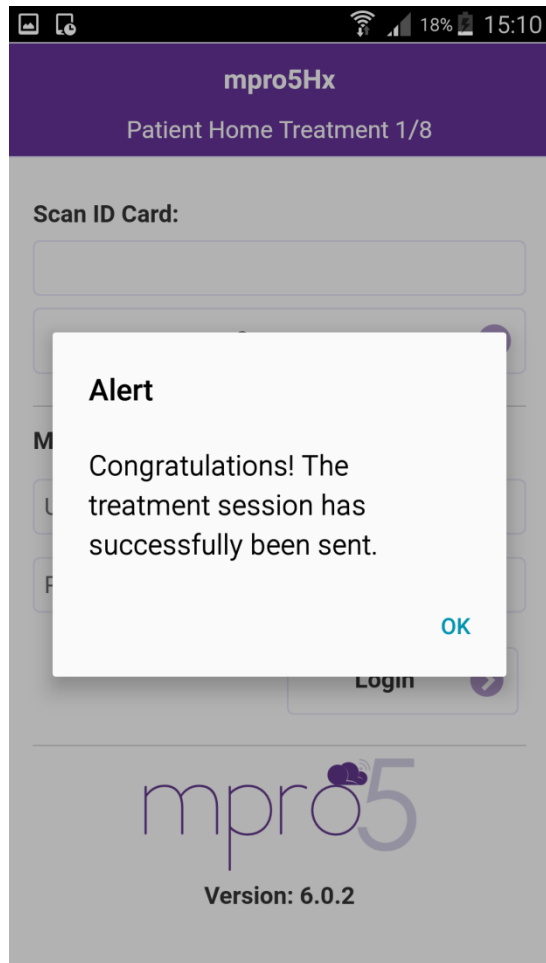 18% 15:10
mpro5Hx
Patient Home Treatment 1/8
Scan ID Card:
Alert
Congratulations! The
treatment session has
successfully been sent.
OK
M
Login
mpro5
Version: 6.0.2